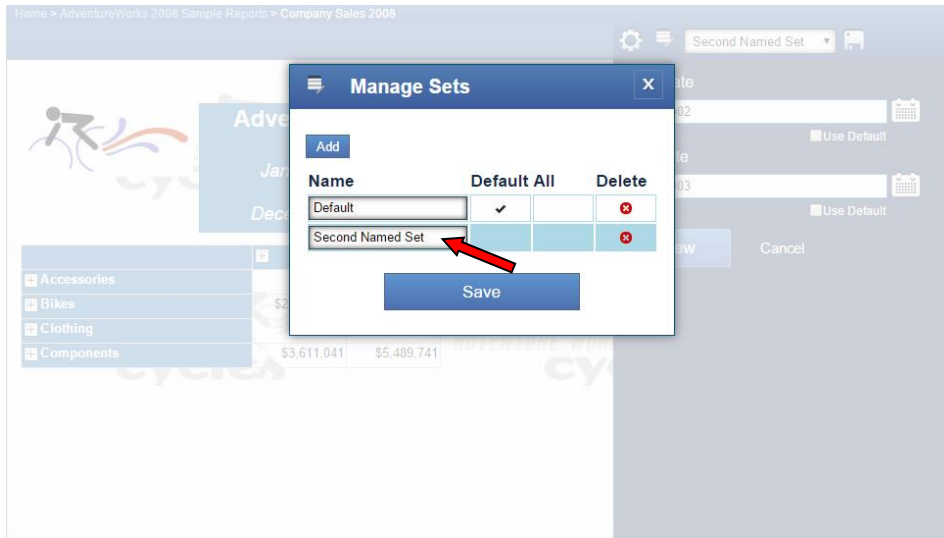 Home > AdventureWorks 2008 Sample Reports > Company Sales 2008
Second Named Set
Manage Sets
X
Add
Name Default All Delete
Default
Second Named Set
Save
Use Default
Use Default
Cancel
Accessories
Bikes
Clothing
Components $3,611,041 $5,489,741